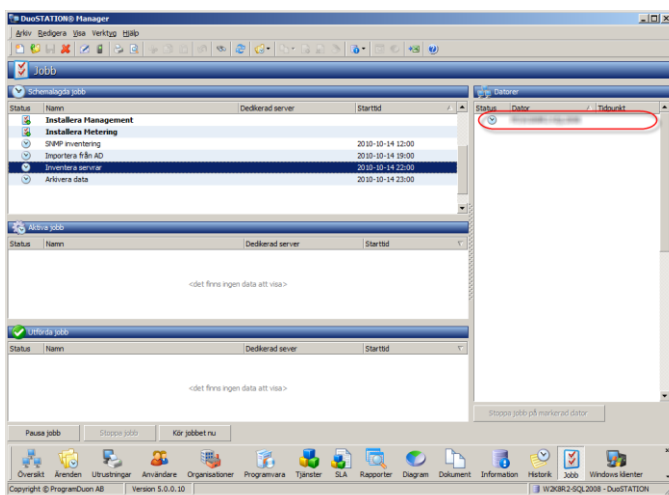 DuoSTATION® Manager
Arkiv Redigera Visa Verktyg Hjälp
Jobb
Schemalagda jobb
Status Namn Dedikerad server Starttid
Installera Management
Installera Metering
SNMP inventering 2010-10-14 12:00
Importera från AD 2010-10-14 19:00
Inventera servrar 2010-10-14 22:00
Arkivera data 2010-10-14 23:00
Datorer
Status Dator Tidpunkt
Aktiva jobb
Status Namn Dedikerad server Starttid
<det finns ingen data att visa>
Utförda jobb
Status Namn Dedikerad sever Starttid
<det finns ingen data att visa>
Stoppa jobb på markerad dator
Pausa jobb Stoppa jobb Kör jobbet nu
Översikt Ärenden Utrustningar Användare Organisationer Programvara Tjänster SLA Rapporter Diagram Dokument Information Historik Jobb Windows klienter
Copyright © ProgramDuon AB Version 5.0.0.10 W2K8R2-SQL2008 - DuoSTATION